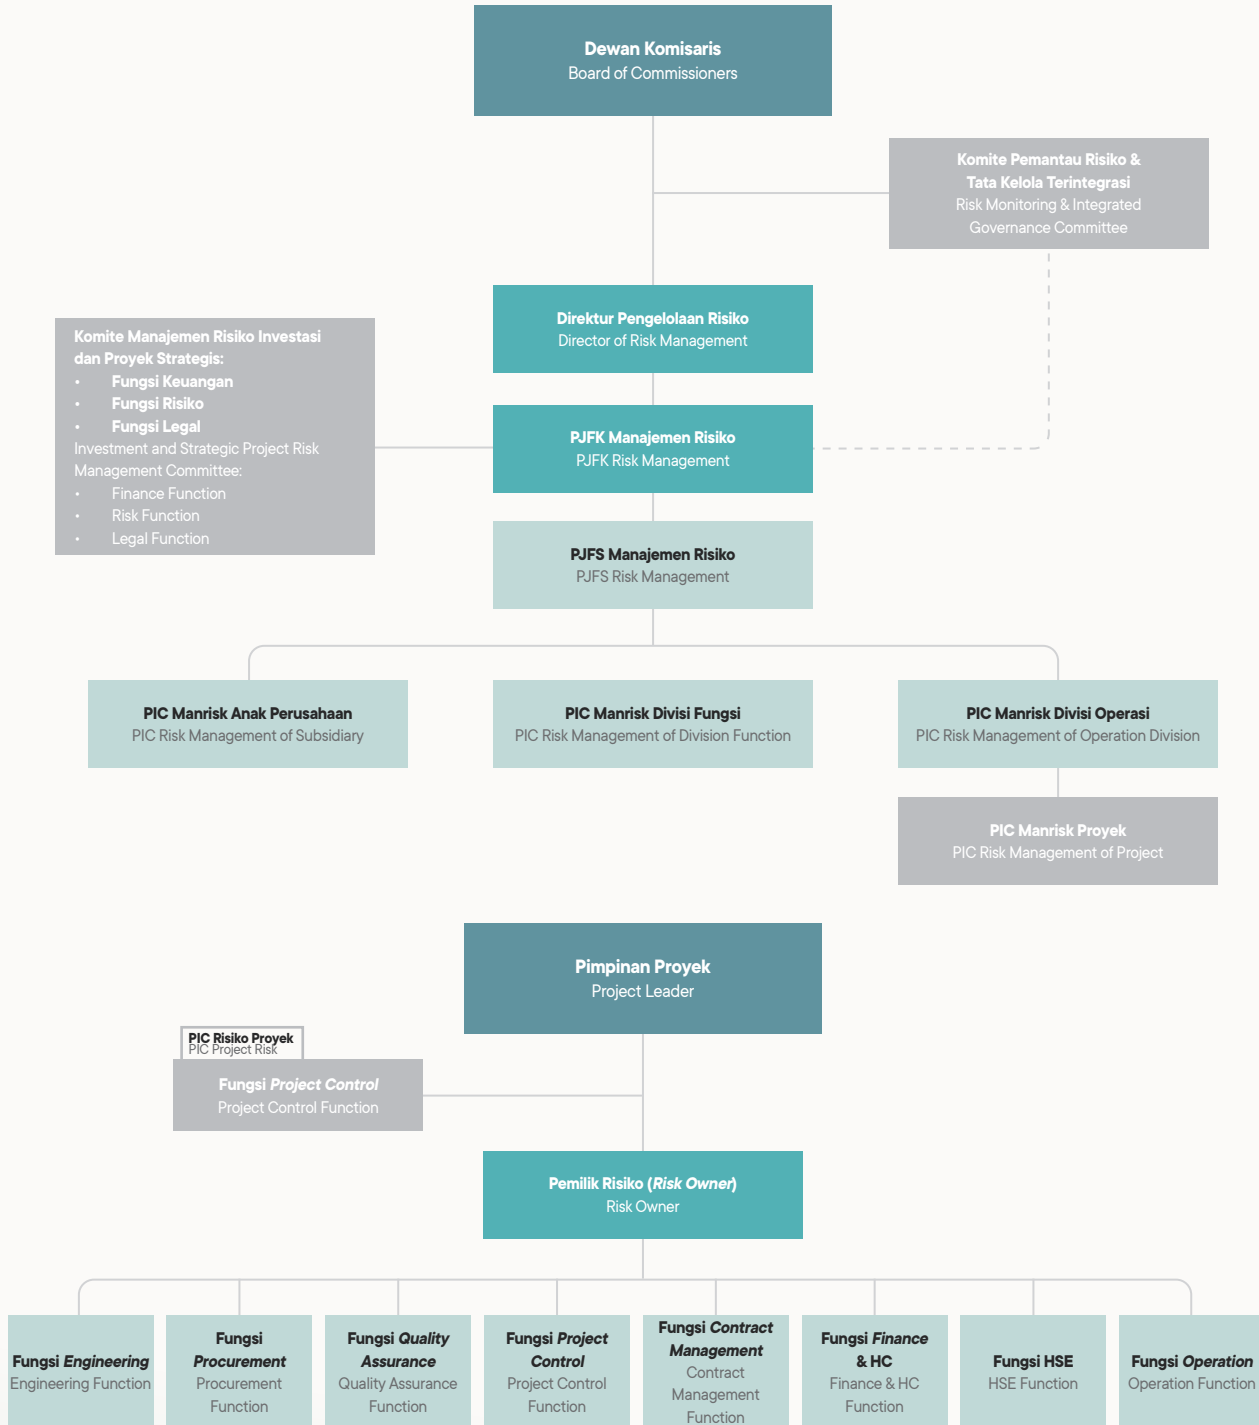 Dewan Komisaris
Board of Commissioners
Komite Pemantau Risiko &
Tata Kelola Terintegrasi
Risk Monitoring & Integrated
Governance Committee
Direktur Pengelolaan Risiko
Director of Risk Management
Komite Manajemen Risiko Investasi
dan Proyek Strategis:
• Fungsi Keuangan
• Fungsi Risiko
• Fungsi Legal
Investment and Strategic Project Risk
Management Committee:
• Finance Function
• Risk Function
• Legal Function
PJFK Manajemen Risiko
PJFK Risk Management
PJFS Manajemen Risiko
PJFS Risk Management
PIC Manrisk Anak Perusahaan
PIC Risk Management of Subsidiary
PIC Manrisk Divisi Fungsi
PIC Risk Management of Division Function
PIC Manrisk Divisi Operasi
PIC Risk Management of Operation Division
PIC Manrisk Proyek
PIC Risk Management of Project
Pimpinan Proyek
Project Leader
PIC Risiko Proyek
PIC Project Risk
Fungsi Project Control
Project Control Function
Pemilik Risiko (Risk Owner)
Risk Owner
Fungsi Engineering
Engineering Function
Fungsi
Procurement
Procurement
Function
Fungsi Quality
Assurance
Quality Assurance
Function
Fungsi Project
Control
Project Control
Function
Fungsi Contract
Management
Contract
Management
Function
Fungsi Finance
& HC
Finance & HC
Function
Fungsi HSE
HSE Function
Fungsi Operation
Operation Function